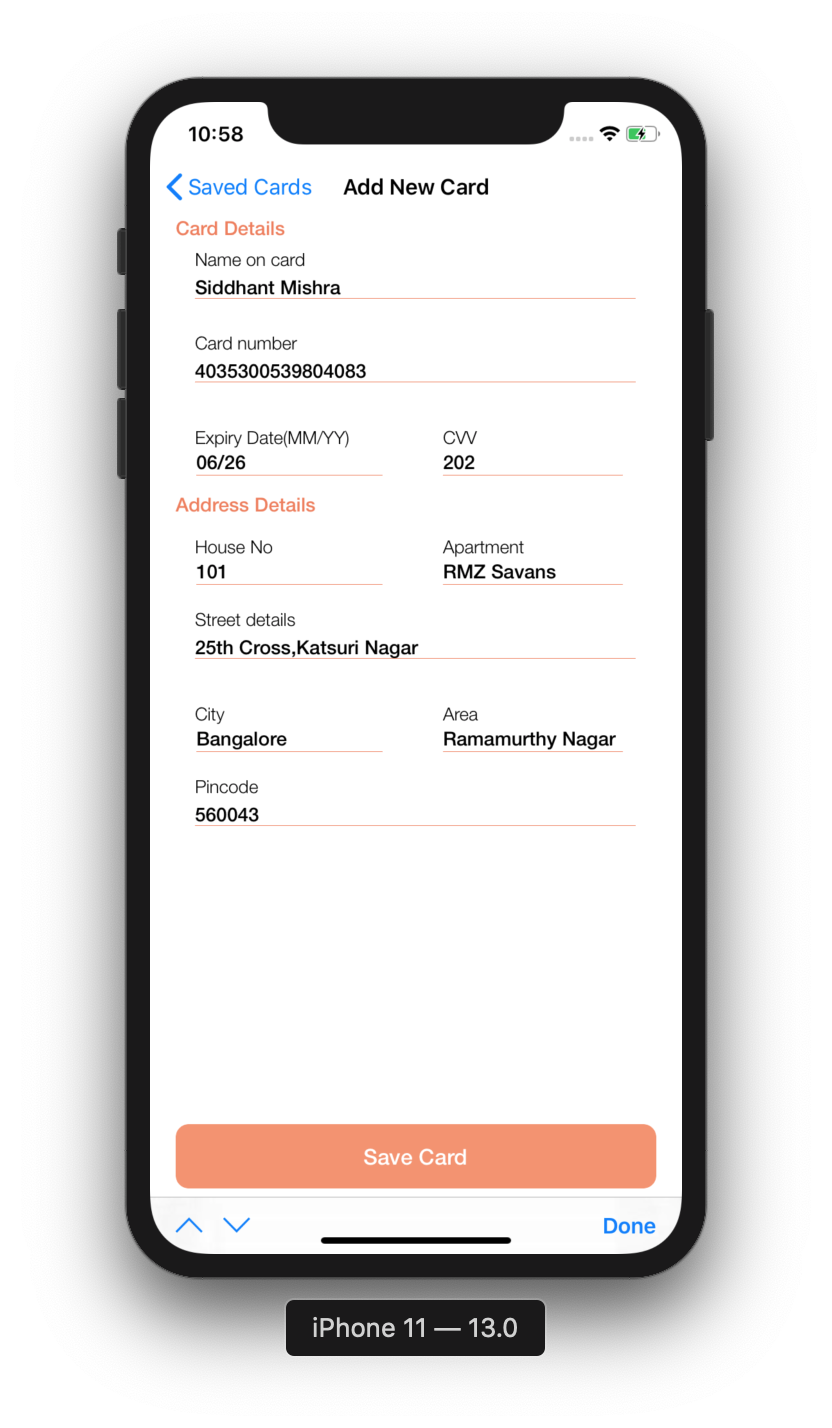 10:58
Saved Cards Add New Card
Card Details
Name on card
Siddhant Mishra
Card number
4035300539804083
Expiry Date(MM/YY) CVV
06/26 202
Address Details
House No Apartment
101 RMZ Savans
Street details
25th Cross,Katsuri Nagar
City Area
Bangalore Ramamurthy Nagar
Pincode
560043
Save Card
Done
iPhone 11 — 13.0